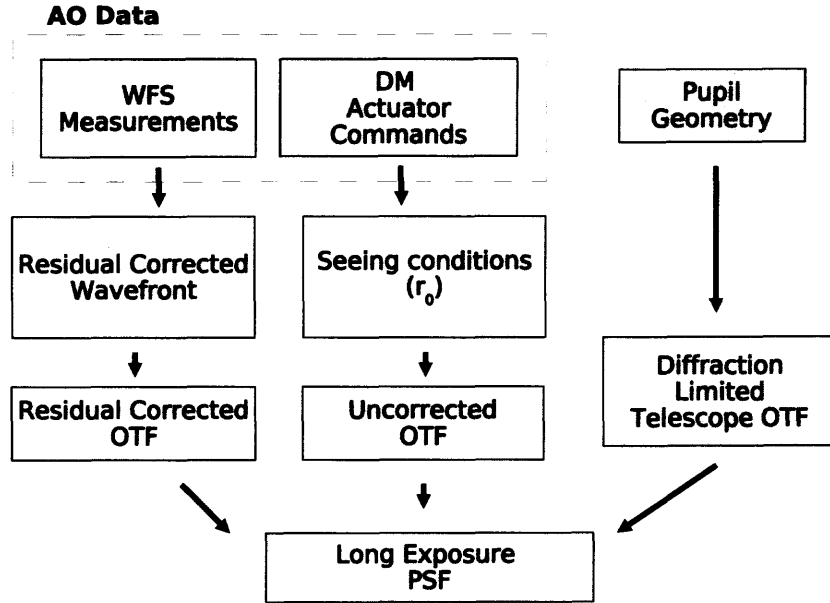 AO Data
WFS
Measurements
DM
Actuator
Commands
Pupil
Geometry
Residual Corrected
Wavefront
Seeing conditions
(r₀)
Diffraction
Limited
Telescope OTF
Residual Corrected
OTF
Uncorrected
OTF
Long Exposure
PSF